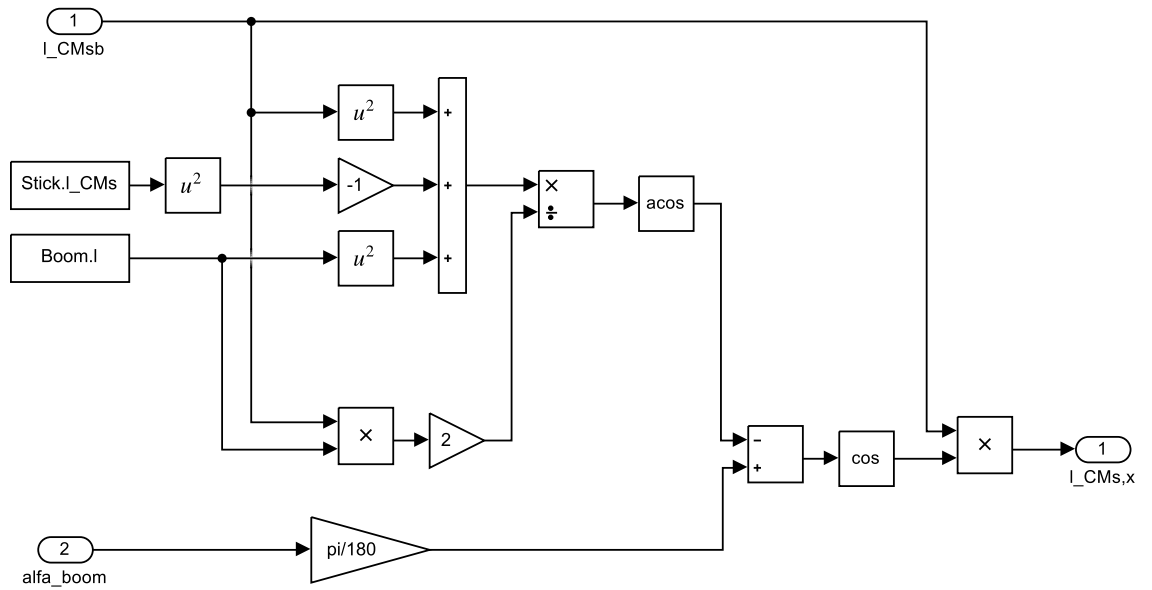 1
l_CMsb
u²
+
Stick.l_CMs
u²
-1
+
×
÷
acos
Boom.l
u²
+
×
2
−
+
cos
×
1
l_CMs,x
2
alfa_boom
pi/180